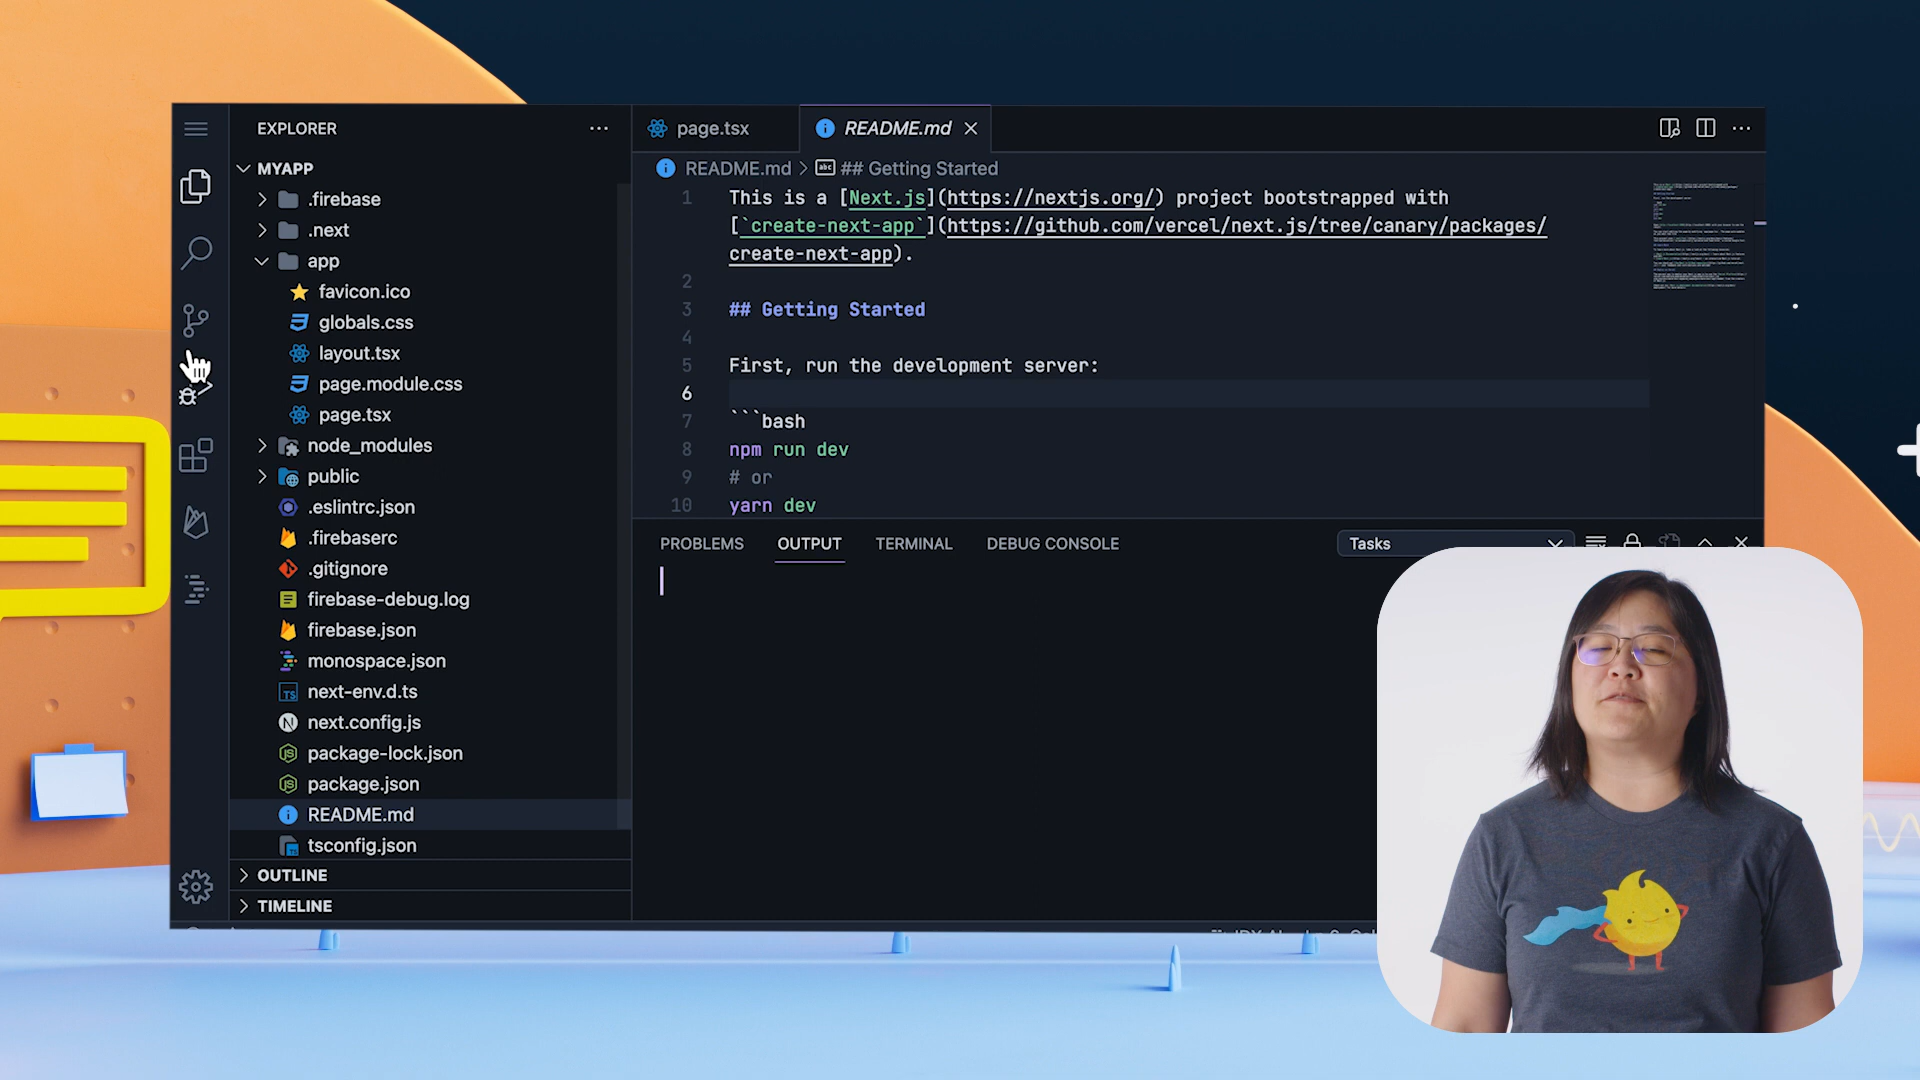 EXPLORER
MYAPP
.firebase
.next
app
favicon.ico
globals.css
layout.tsx
page.module.css
page.tsx
node_modules
public
.eslintrc.json
.firebaserc
.gitignore
firebase-debug.log
firebase.json
monospace.json
next-env.d.ts
next.config.js
package-lock.json
package.json
README.md
tsconfig.json
OUTLINE
TIMELINE
page.tsx
README.md
README.md > ## Getting Started
1 This is a [Next.js](https://nextjs.org/) project bootstrapped with
[`create-next-app`](https://github.com/vercel/next.js/tree/canary/packages/
create-next-app).
2
3 ## Getting Started
4
5 First, run the development server:
6
7 ```bash
8 npm run dev
9 # or
10 yarn dev
PROBLEMS OUTPUT TERMINAL DEBUG CONSOLE Tasks